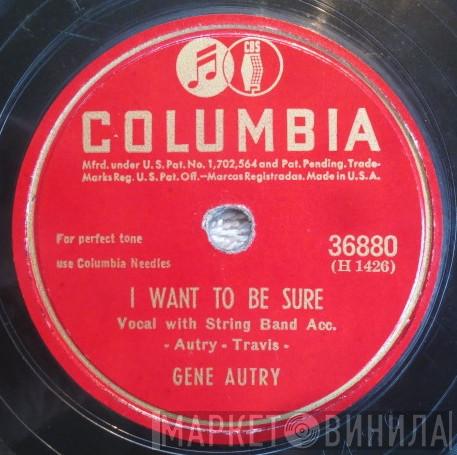 CBS
COLUMBIA
Mfrd. under U.S. Pat. No. 1,702,564 and Pat. Pending. Trade-
Marks Reg. U.S. Pat. Off.—Marcas Registradas. Made in U.S.A.
For perfect tone
use Columbia Needles
36880
(H 1426)
I WANT TO BE SURE
Vocal with String Band Acc.
- Autry - Travis -
GENE AUTRY
МАРКЕТ ВИНИЛА